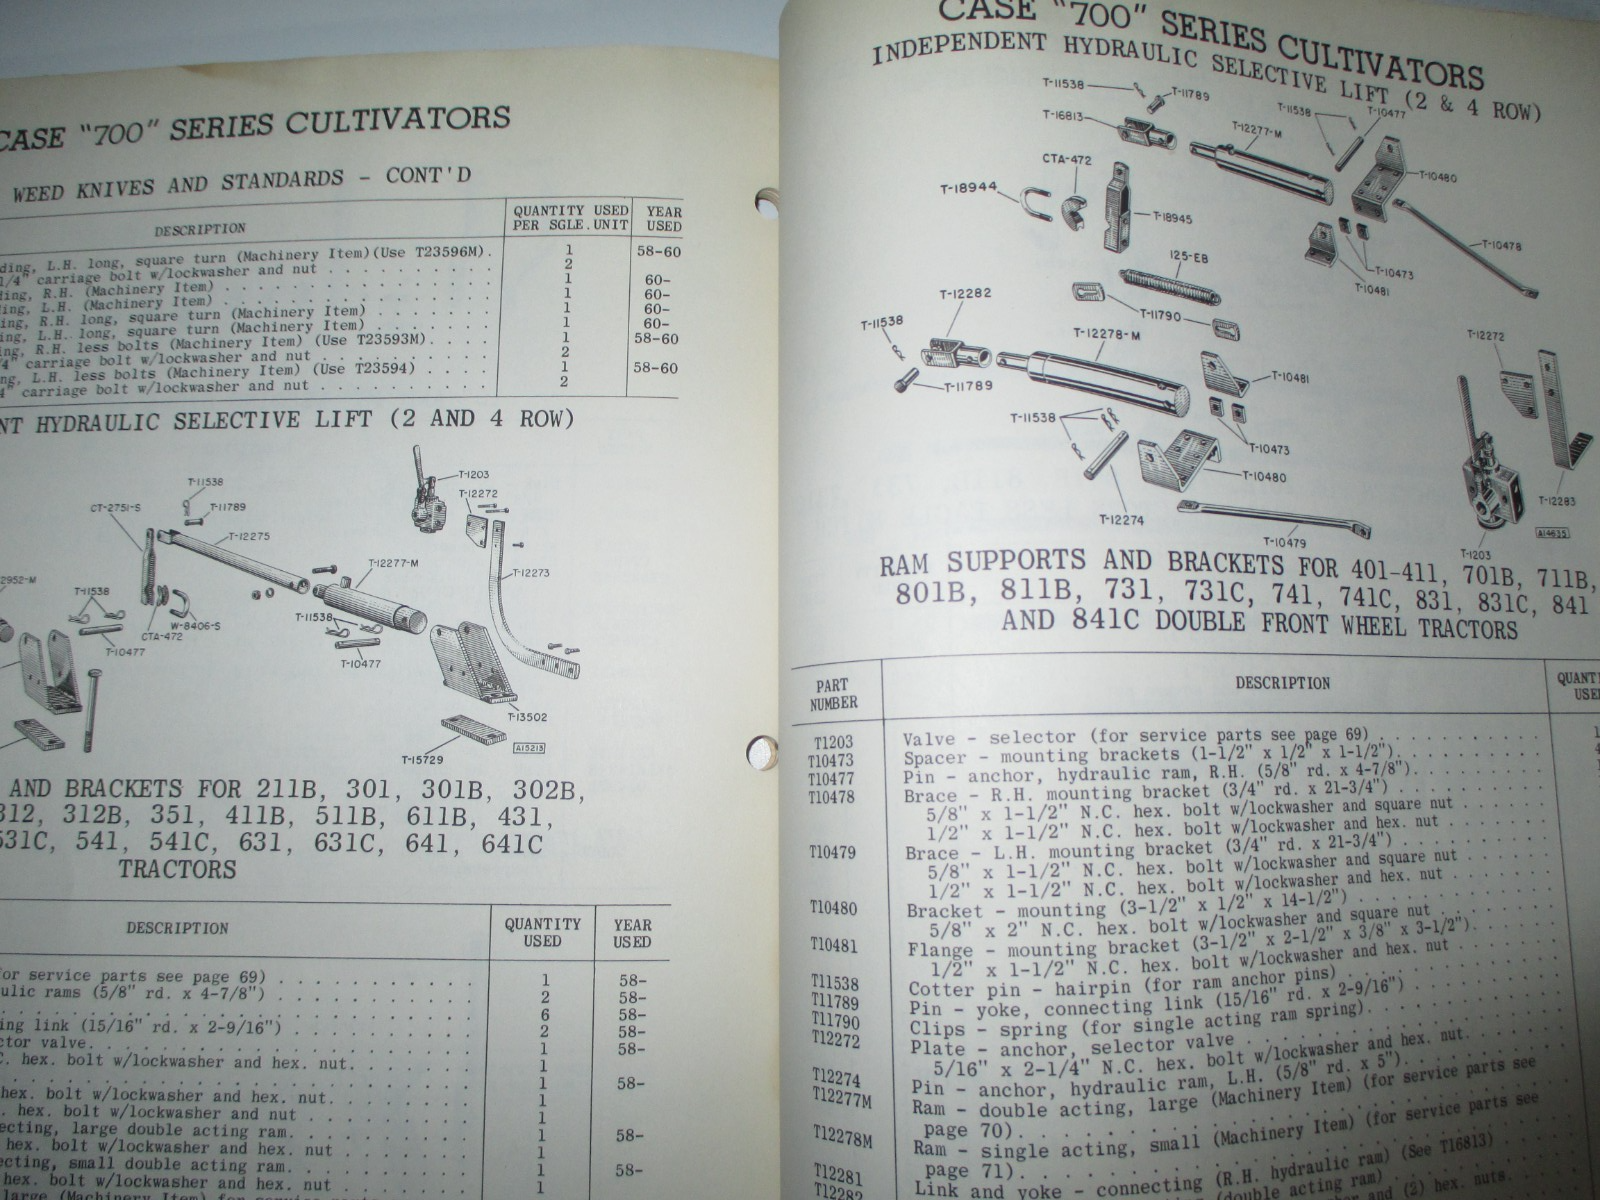 CASE "700" SERIES CULTIVATORS
WEED KNIVES AND STANDARDS - CONT'D
DESCRIPTION
QUANTITY USED PER SGLE. UNIT
YEAR USED
L.H. long, square turn (Machinery Item)(Use T23596M). 1 58-60
1/4" carriage bolt w/lockwasher and nut 2
R.H. (Machinery Item) 1 60-
L.H. (Machinery Item) 1 60-
R.H. long, square turn (Machinery Item) 1 60-
L.H. long, square turn (Machinery Item) 1 60-
R.H. less bolts (Machinery Item) (Use T23593M) 1 58-60
carriage bolt w/lockwasher and nut 2
L.H. less bolts (Machinery Item) (Use T23594) 1 58-60
carriage bolt w/lockwasher and nut 2
HYDRAULIC SELECTIVE LIFT (2 AND 4 ROW)
T-11538
T-1203
T-12272
CT-2751-S
T-11789
T-12275
T-12277-M
T-12273
2952-M
T-11538
W-8406-S
CTA-472
T-10477
T-11538
T-10477
T-13502
T-15729
A15213
AND BRACKETS FOR 211B, 301, 301B, 302B,
312, 312B, 351, 411B, 511B, 611B, 431,
531C, 541, 541C, 631, 631C, 641, 641C
TRACTORS
DESCRIPTION
QUANTITY USED
YEAR USED
for service parts see page 69) 1 58-
rams (5/8" rd. x 4-7/8") 2 58-
6 58-
link (15/16" rd. x 2-9/16") 2 58-
valve. 1 58-
hex. bolt w/lockwasher and hex. nut. 1
1 58-
hex. bolt w/lockwasher and hex. nut. 1
hex. bolt w/lockwasher and nut 1
large double acting ram. 1 58-
hex. bolt w/lockwasher and hex. nut 1
small double acting ram. 1 58-
hex. bolt w/lockwasher and hex. nut 1
CASE "700" SERIES CULTIVATORS
INDEPENDENT HYDRAULIC SELECTIVE LIFT (2 & 4 ROW)
T-11538
T-11789
T-16813
T-12277-M
T-11538
T-10477
CTA-472
T-10480
T-18944
T-18945
T-10478
T-10473
T-10481
125-EB
T-12282
T-11790
T-11538
T-12278-M
T-12272
T-11789
T-10481
T-11538
T-10473
T-10480
T-12274
T-10479
T-12283
A14635
T-1203
RAM SUPPORTS AND BRACKETS FOR 401-411, 701B, 711B,
801B, 811B, 731, 731C, 741, 741C, 831, 831C, 841
AND 841C DOUBLE FRONT WHEEL TRACTORS
PART NUMBER
DESCRIPTION
T1203 Valve - selector (for service parts see page 69)
T10473 Spacer - mounting brackets (1-1/2" x 1/2" x 1-1/2").
T10477 Pin - anchor, hydraulic ram, R.H. (5/8" rd. x 4-7/8").
T10478 Brace - R.H. mounting bracket (3/4" rd. x 21-3/4")
5/8" x 1-1/2" N.C. hex. bolt w/lockwasher and square nut
1/2" x 1-1/2" N.C. hex. bolt w/lockwasher and hex. nut
T10479 Brace - L.H. mounting bracket (3/4" rd. x 21-3/4")
5/8" x 1-1/2" N.C. hex. bolt w/lockwasher and square nut
1/2" x 1-1/2" N.C. hex. bolt w/lockwasher and hex. nut
T10480 Bracket - mounting (3-1/2" x 1/2" x 14-1/2")
5/8" x 2" N.C. hex. bolt w/lockwasher and square nut
T10481 Flange - mounting bracket (3-1/2" x 2-1/2" x 3/8" x 3-1/2").
1/2" x 1-1/2" N.C. hex. bolt w/lockwasher and hex. nut
T11538 Cotter pin - hairpin (for ram anchor pins)
T11789 Pin - yoke, connecting link (15/16" rd. x 2-9/16")
T11790 Clips - spring (for single acting ram spring).
T12272 Plate - anchor, selector valve
5/16" x 2-1/4" N.C. hex. bolt w/lockwasher and hex. nut.
T12274 Pin - anchor, hydraulic ram, L.H. (5/8" rd. x 5").
T12277M Ram - double acting, large (Machinery Item) (for service parts see
page 70).
T12278M Ram - single acting, small (Machinery Item) (for service parts see
page 71).
T12281 Link and yoke - connecting (R.H. hydraulic ram) (See T16813)
T12282